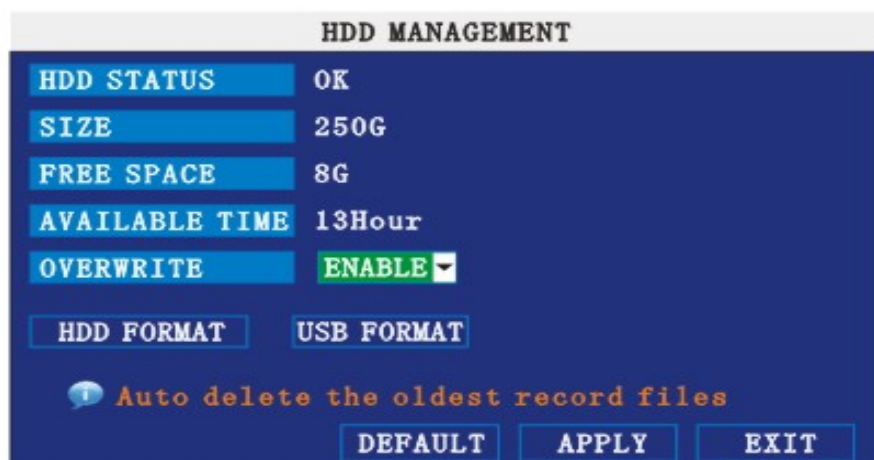 HDD MANAGEMENT
HDD STATUS OK
SIZE 250G
FREE SPACE 8G
AVAILABLE TIME 13Hour
OVERWRITE ENABLE
HDD FORMAT USB FORMAT
Auto delete the oldest record files
DEFAULT APPLY EXIT